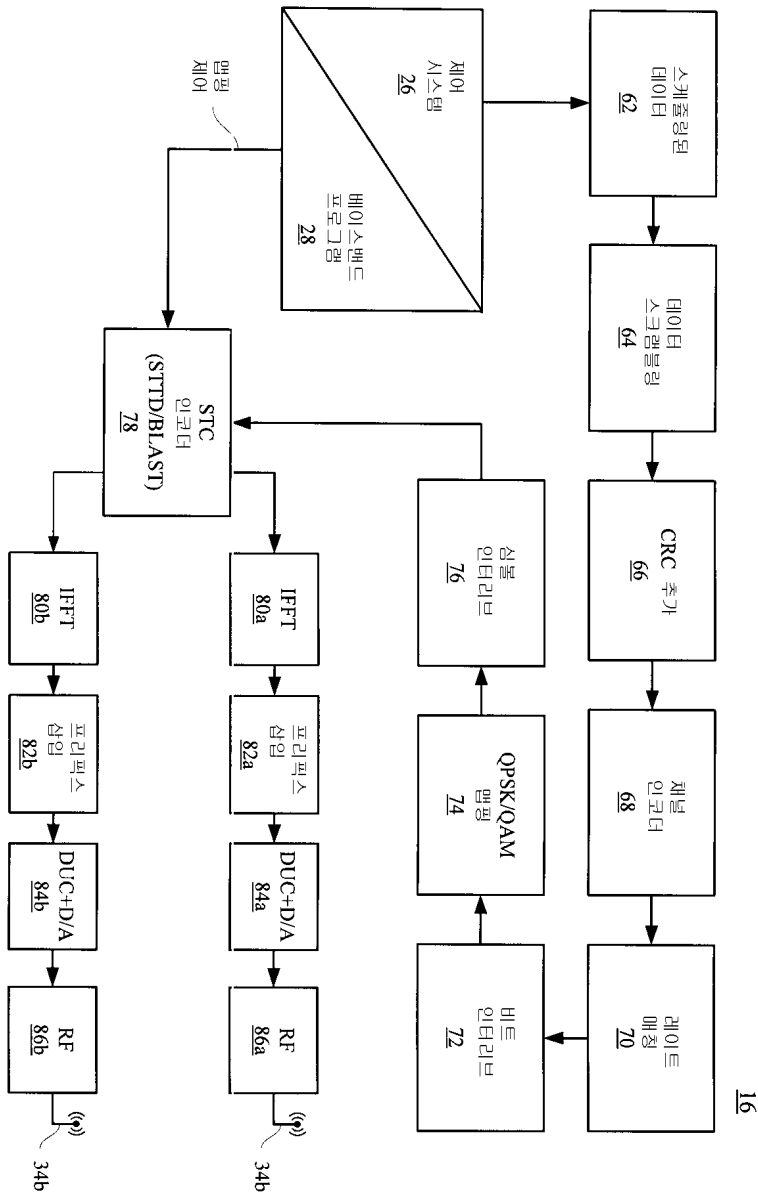 16
스케줄링된
데이터
62
데이터
스크램블링
64
CRC 추가
66
채널
인코더
68
레이트
매칭
70
제어
시스템
26
베이스밴드
프로그램
28
맵핑
제어
비트
인터리브
72
QPSK/QAM
맵핑
74
심볼
인터리브
76
STC
인코더
(STTD/BLAST)
78
IFFT
80a
프리픽스
삽입
82a
DUC+D/A
84a
RF
86a
34b
IFFT
80b
프리픽스
삽입
82b
DUC+D/A
84b
RF
86b
34b